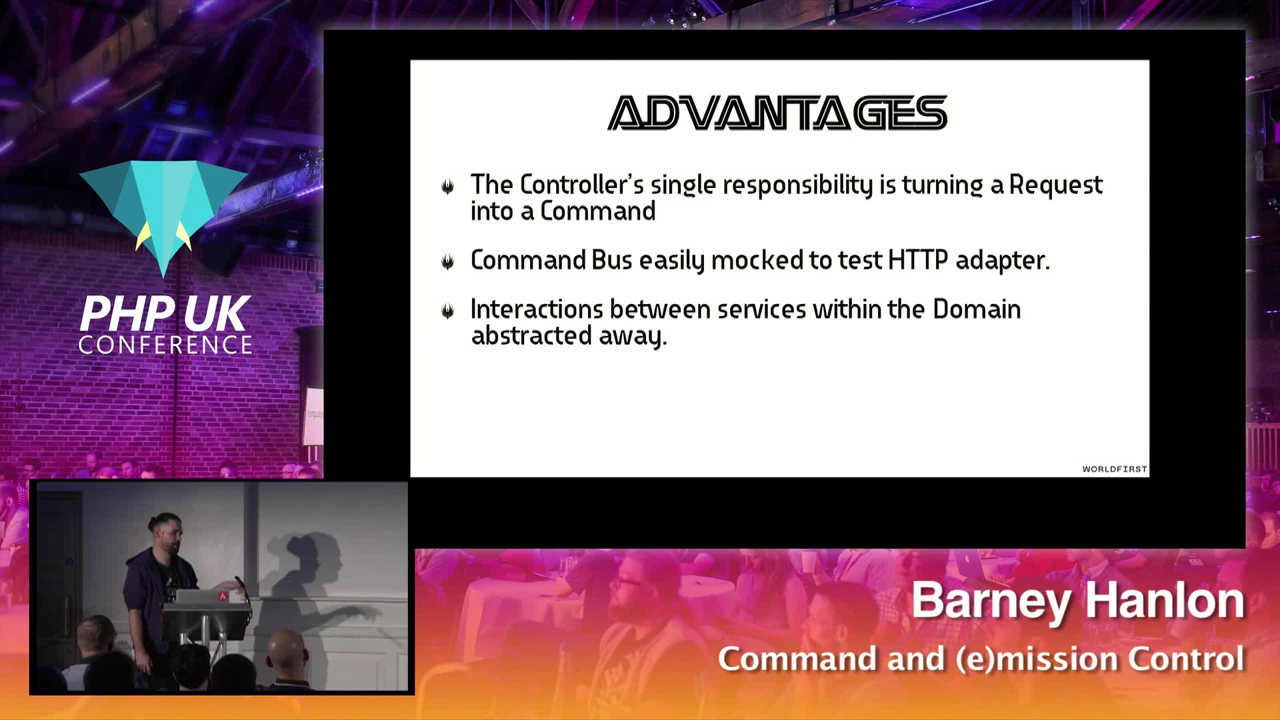 ADVANTAGES
The Controller's single responsibility is turning a Request
into a Command
Command Bus easily mocked to test HTTP adapter.
Interactions between services within the Domain
abstracted away.
WORLDFIRST
PHP UK
CONFERENCE
Barney Hanlon
Command and (e)mission Control